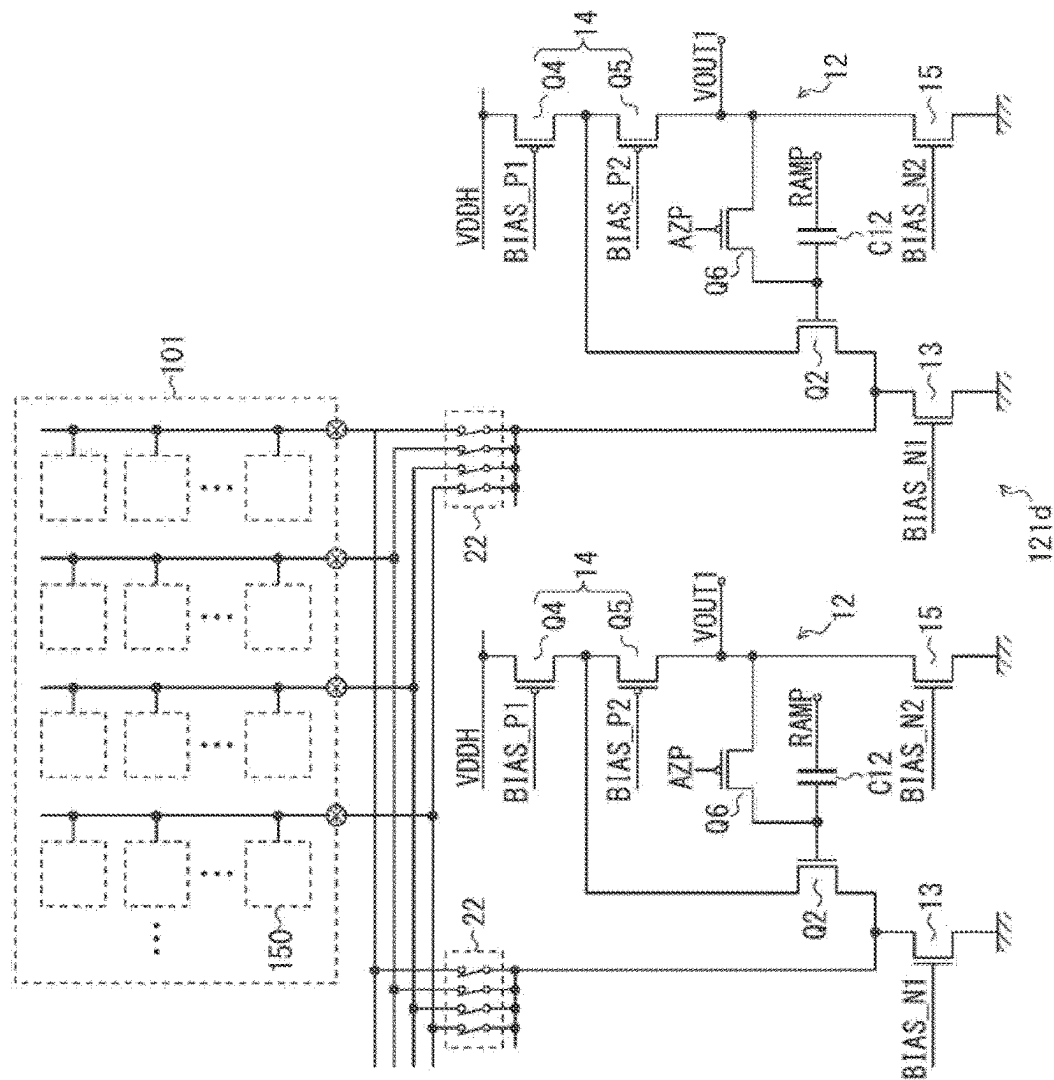 101
150
22
22
VDDH
BIAS_P1
Q4
14
BIAS_P2
Q5
VOUT1
AZP
Q6
RAMP
C12
12
Q2
BIAS_N2
15
BIAS_N1
13
VDDH
BIAS_P1
Q4
14
BIAS_P2
Q5
VOUT1
AZP
Q6
RAMP
C12
12
Q2
BIAS_N2
15
BIAS_N1
13
121d